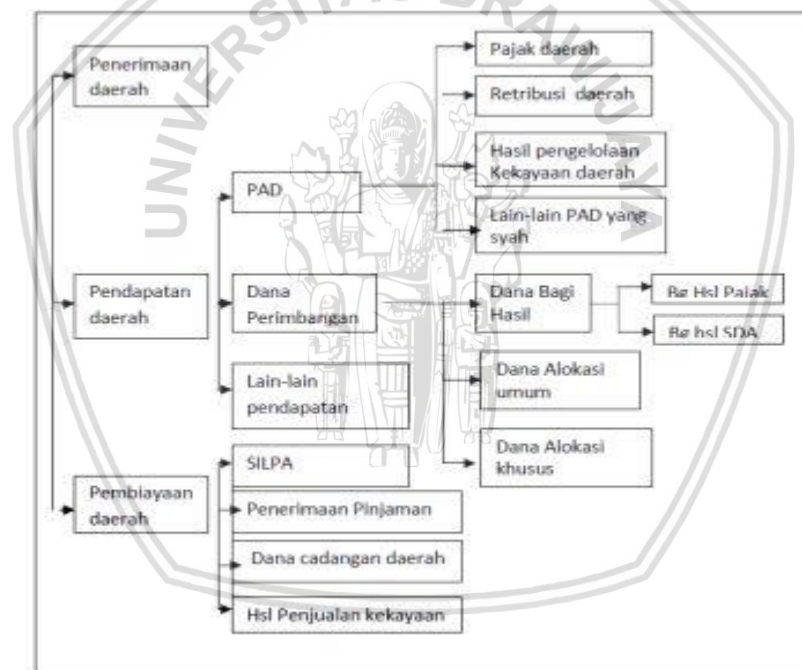 UNIVERSITAS BRAWIJAYA
Penerimaan
daerah
Pendapatan
daerah
Pembiayaan
daerah
PAD
Dana
Perimbangan
Lain-lain
pendapatan
SILPA
Penerimaan Pinjaman
Dana cadangan daerah
Hsl Penjualan kekayaan
Pajak daerah
Retribusi daerah
Hasil pengelolaan
Kekayaan daerah
Lain-lain PAD yang
syah
Dana Bagi
Hasil
Dana Alokasi
umum
Dana Alokasi
khusus
Bg Hsl Pajak
Bg hsl SDA